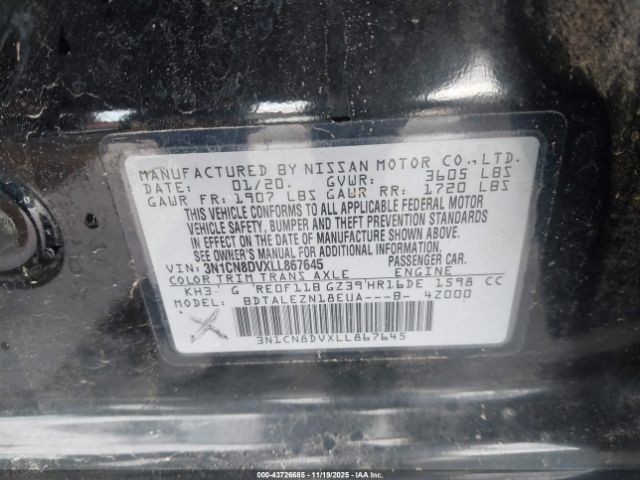 MANUFACTURED BY NISSAN MOTOR CO., LTD.
DATE: 01/20. GVWR: 3605 LBS
GAWR FR: 1907 LBS GAWR RR: 1720 LBS
THIS VEHICLE CONFORMS TO ALL APPLICABLE FEDERAL MOTOR
VEHICLE SAFETY, BUMPER AND THEFT PREVENTION STANDARDS
IN EFFECT ON THE DATE OF MANUFACTURE SHOWN ABOVE.
SEE OWNER'S MANUAL FOR ADDITIONAL INFORMATION.
VIN: 3N1CN8DVXLL867645 PASSENGER CAR.
COLOR TRIM TRANS AXLE ENGINE
KH3 G RE0F11B GZ39 HR16DE 1598 CC
BDTALEZN18EUA---B- 4Z000
3N1CN8DVXLL867645
000-43726685 - 11/19/2025 - IAA Inc.